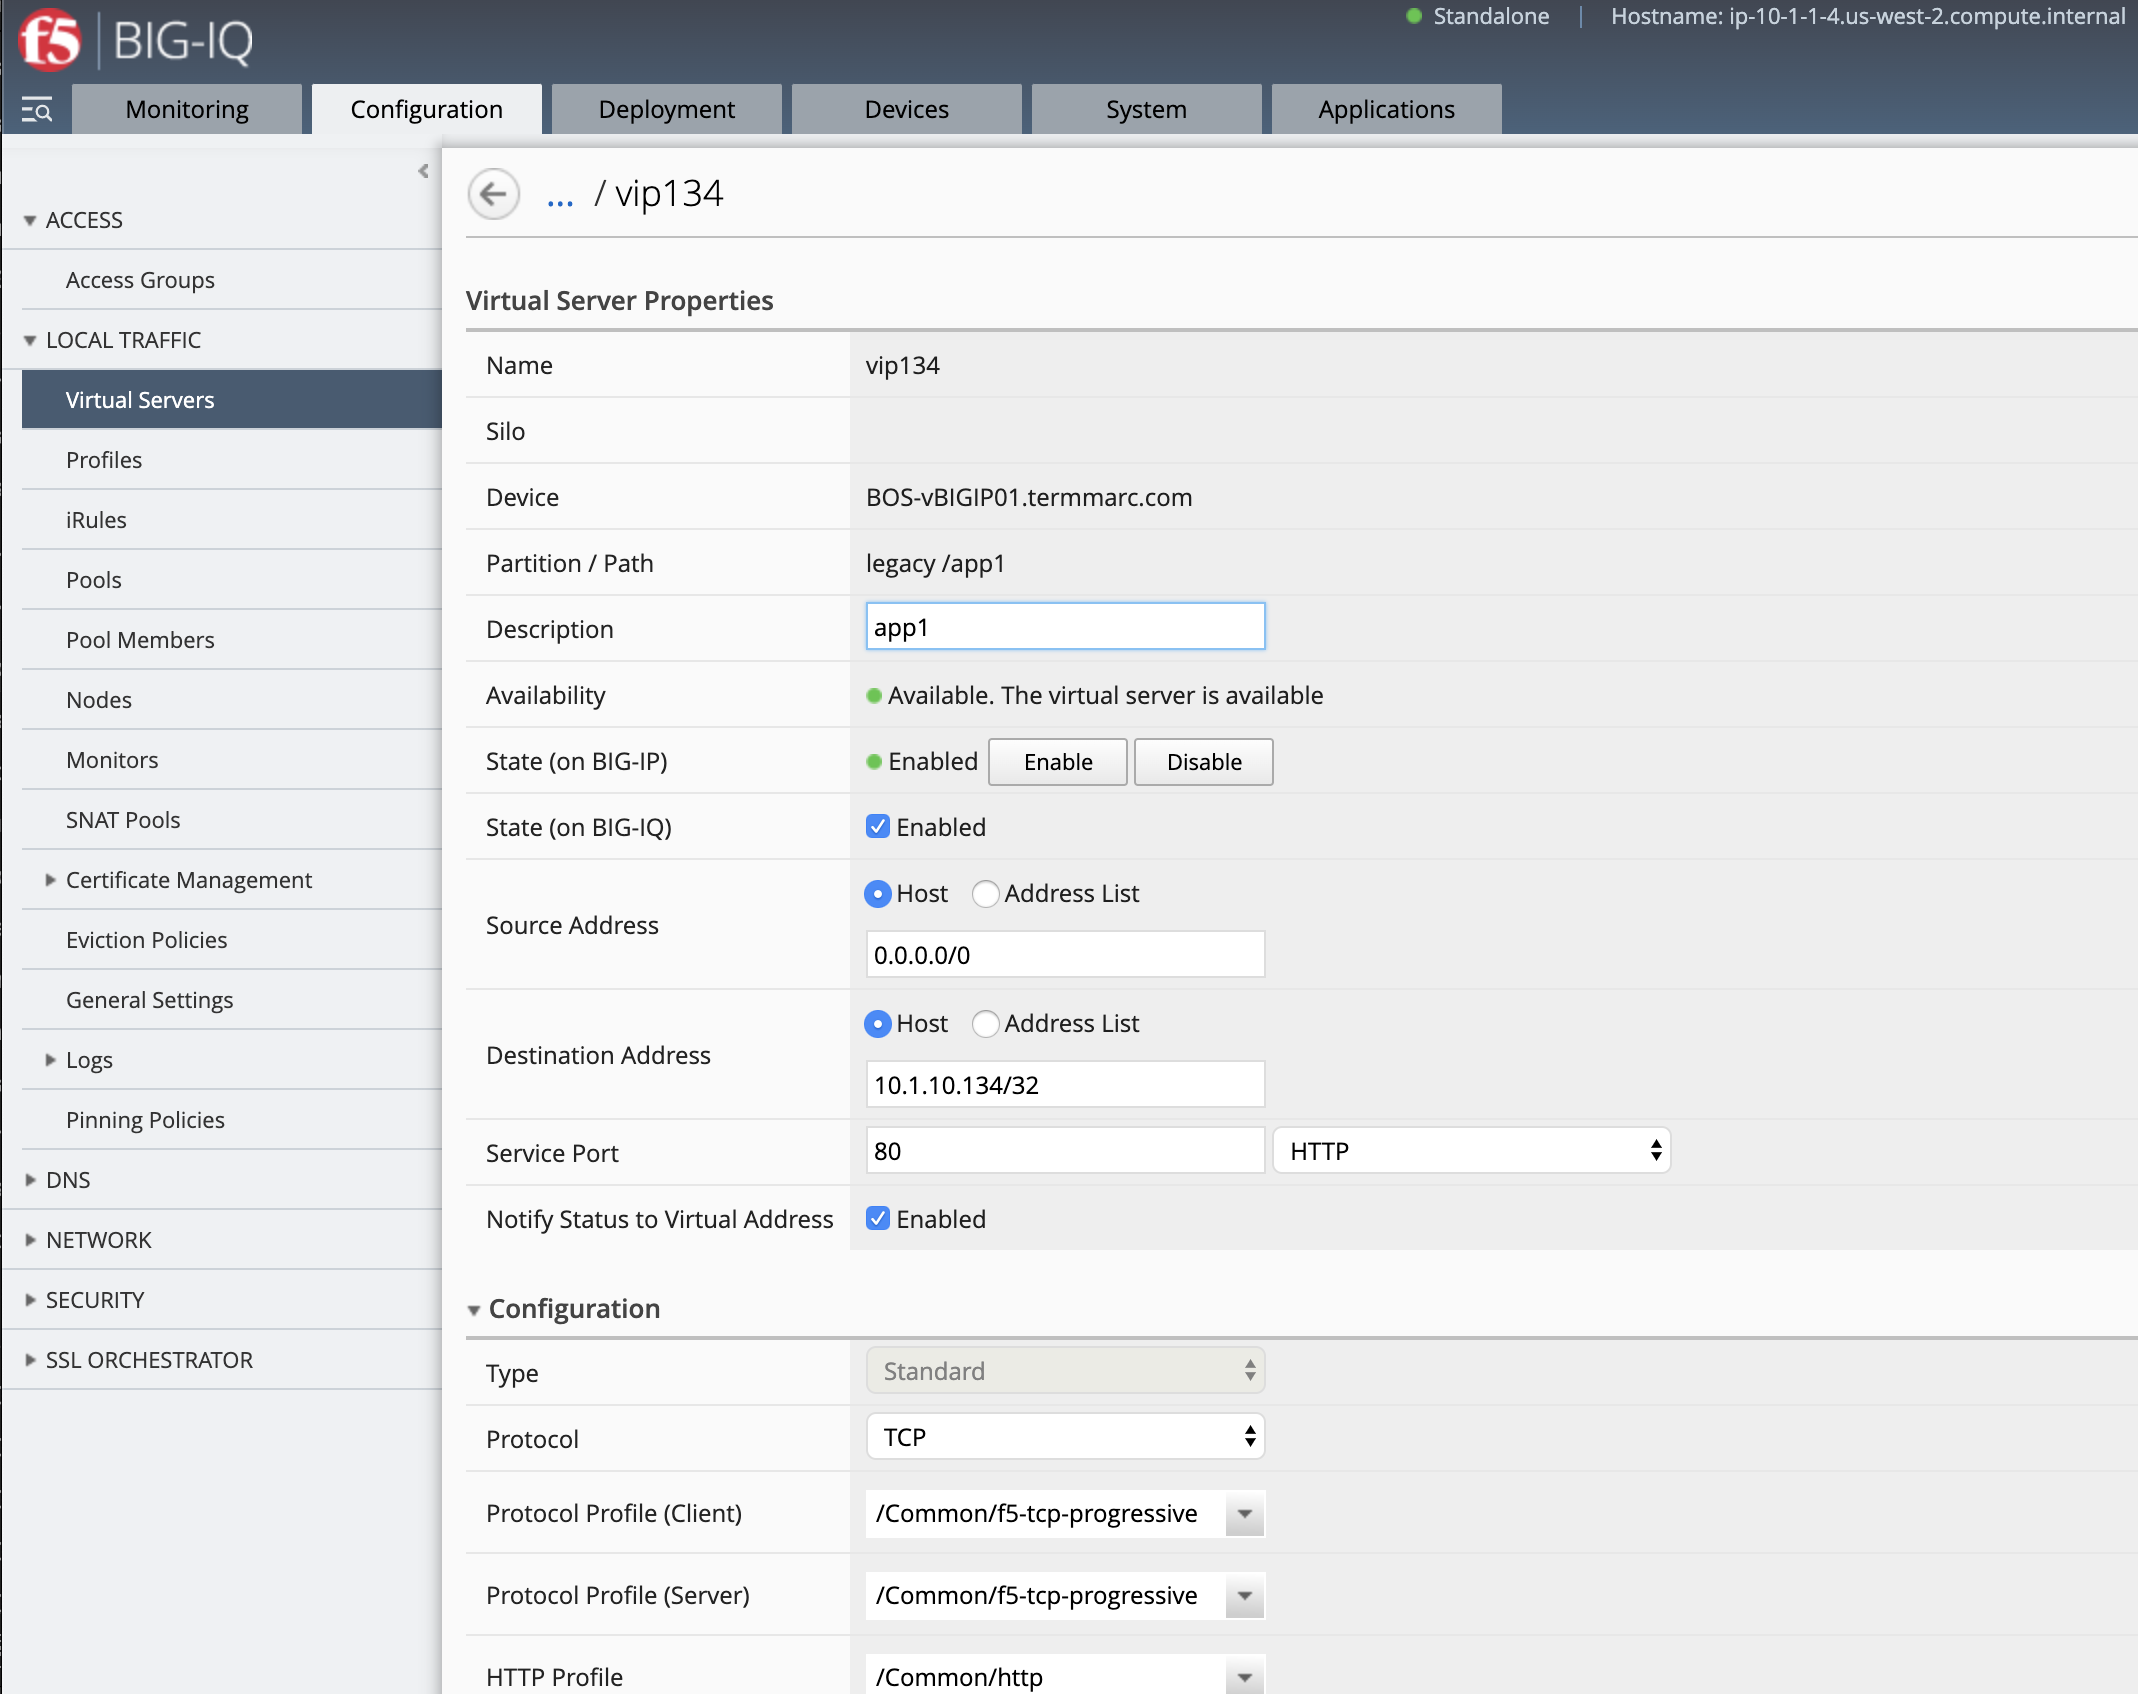 f5 BIG-IQ
Standalone | Hostname: ip-10-1-1-4.us-west-2.compute.internal
Monitoring Configuration Deployment Devices System Applications
ACCESS
Access Groups
LOCAL TRAFFIC
Virtual Servers
Profiles
iRules
Pools
Pool Members
Nodes
Monitors
SNAT Pools
Certificate Management
Eviction Policies
General Settings
Logs
Pinning Policies
DNS
NETWORK
SECURITY
SSL ORCHESTRATOR
... / vip134
Virtual Server Properties
Name vip134
Silo
Device BOS-vBIGIP01.termmarc.com
Partition / Path legacy /app1
Description app1
Availability Available. The virtual server is available
State (on BIG-IP) Enabled Enable Disable
State (on BIG-IQ) Enabled
Source Address Host Address List
0.0.0.0/0
Destination Address Host Address List
10.1.10.134/32
Service Port 80 HTTP
Notify Status to Virtual Address Enabled
Configuration
Type Standard
Protocol TCP
Protocol Profile (Client) /Common/f5-tcp-progressive
Protocol Profile (Server) /Common/f5-tcp-progressive
HTTP Profile /Common/http